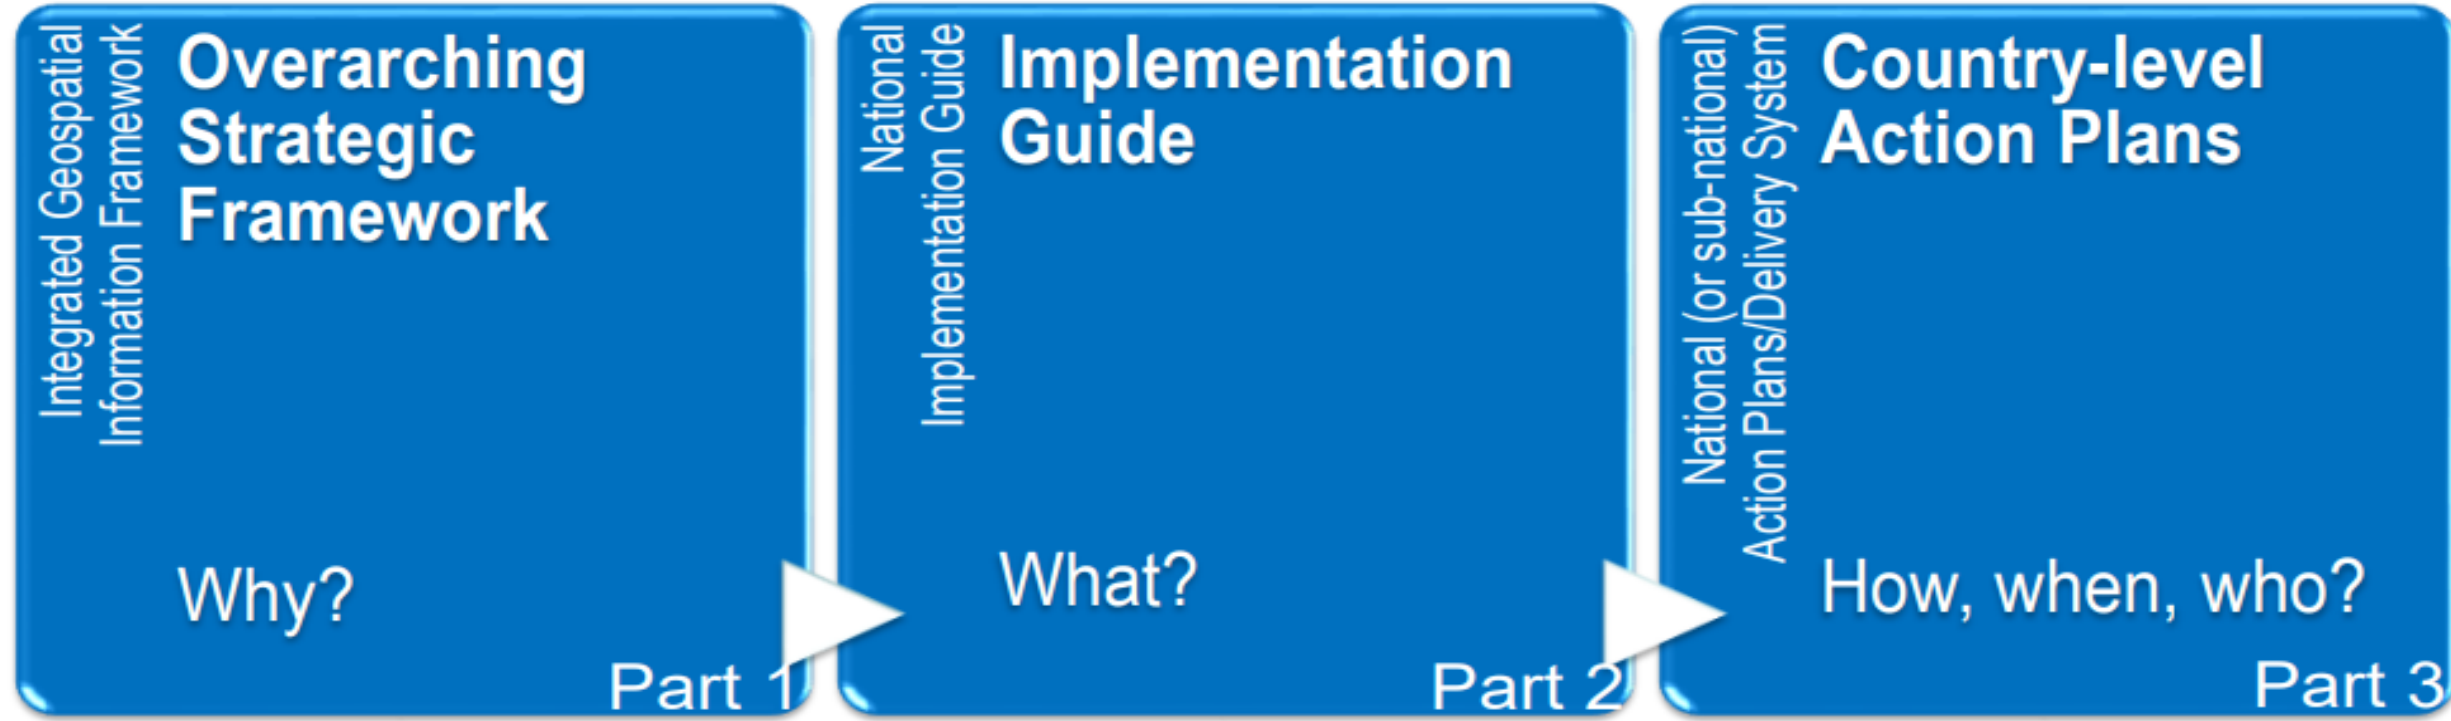 Integrated Geospatial
Information Framework
Overarching
Strategic
Framework
Why?
Part 1
National
Implementation Guide
Implementation
Guide
What?
Part 2
National (or sub-national)
Action Plans/Delivery System
Country-level
Action Plans
How, when, who?
Part 3